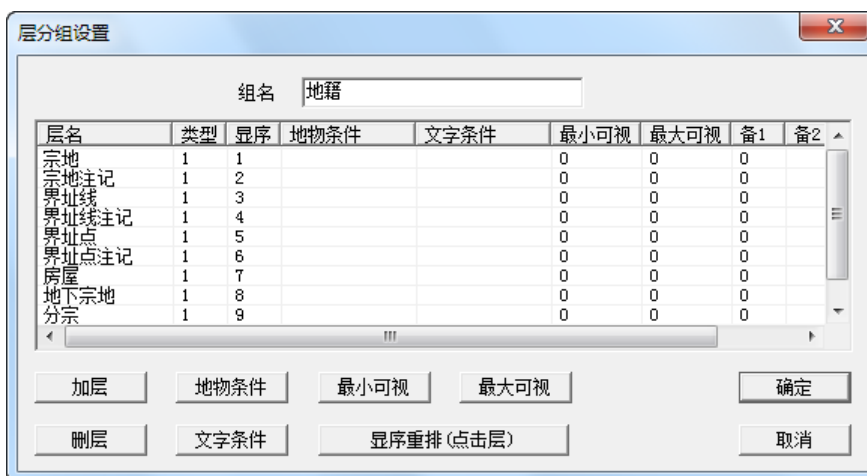 层分组设置
组名 地籍
层名 类型 显序 地物条件 文字条件 最小可视 最大可视 备1 备2
宗地 1 1 0 0 0
宗地注记 1 2 0 0 0
界址线 1 3 0 0 0
界址线注记 1 4 0 0 0
界址点 1 5 0 0 0
界址点注记 1 6 0 0 0
房屋 1 7 0 0 0
地下宗地 1 8 0 0 0
分宗 1 9 0 0 0
加层 地物条件 最小可视 最大可视 确定
删层 文字条件 显序重排(点击层) 取消